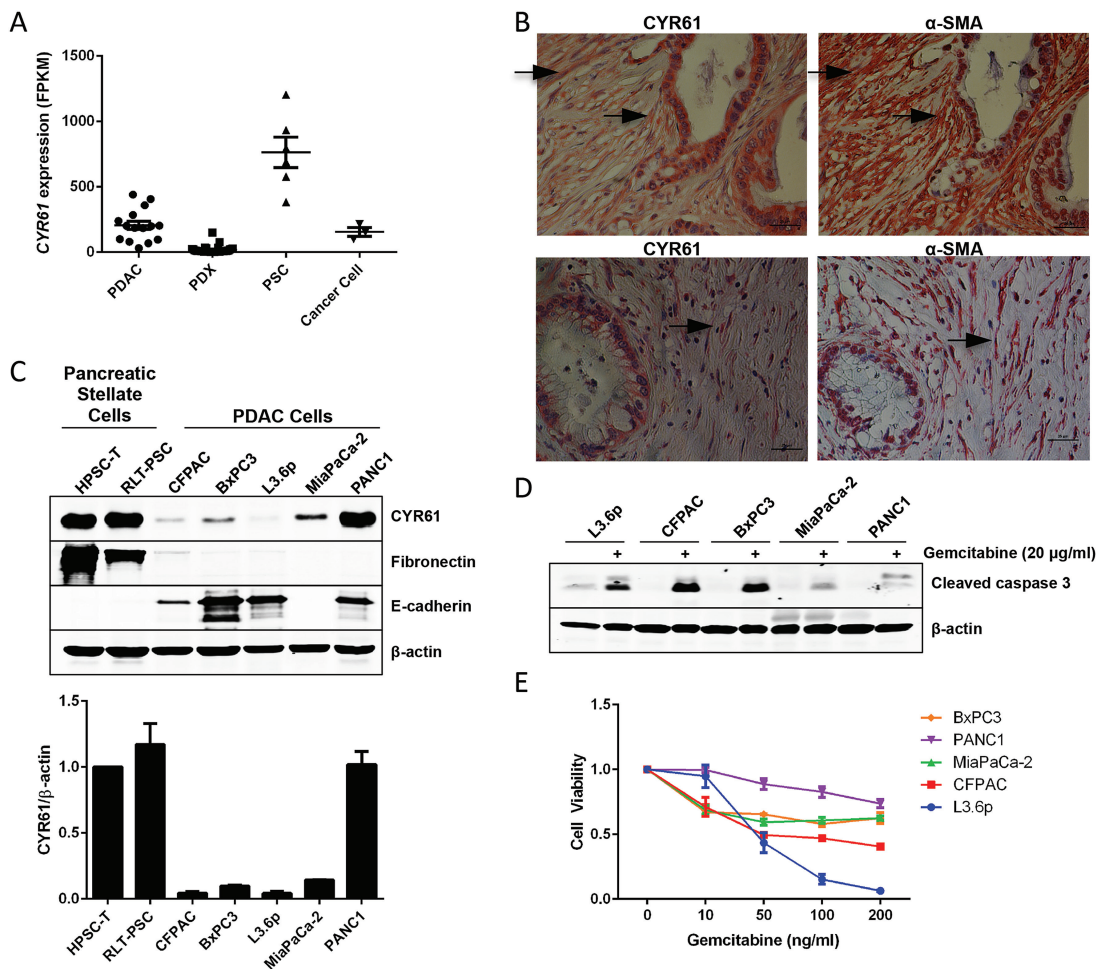 A
CYR61 expression (FPKM)
1500
1000
500
0
PDAC
PDX
PSC
Cancer Cell
B
CYR61
α-SMA
CYR61
α-SMA
C
Pancreatic
Stellate
Cells
PDAC Cells
HPSC-T
RLT-PSC
CFPAC
BxPC3
L3.6p
MiaPaCa-2
PANC1
CYR61
Fibronectin
E-cadherin
β-actin
CYR61/β-actin
1.5
1.0
0.5
0.0
HPSC-T
RLT-PSC
CFPAC
BxPC3
L3.6p
MiaPaCa-2
PANC1
D
L3.6p
CFPAC
BxPC3
MiaPaCa-2
PANC1
+ + + + + Gemcitabine (20 µg/ml)
Cleaved caspase 3
β-actin
E
Cell Viability
1.5
1.0
0.5
0.0
0 10 50 100 200
Gemcitabine (ng/ml)
BxPC3
PANC1
MiaPaCa-2
CFPAC
L3.6p